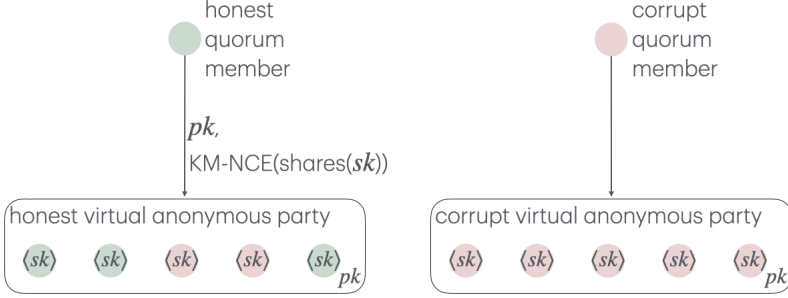 honest
quorum
member
corrupt
quorum
member
pk,
KM-NCE(shares(sk))
honest virtual anonymous party
⟨sk⟩ ⟨sk⟩ ⟨sk⟩ ⟨sk⟩ ⟨sk⟩ pk
corrupt virtual anonymous party
⟨sk⟩ ⟨sk⟩ ⟨sk⟩ ⟨sk⟩ ⟨sk⟩ pk